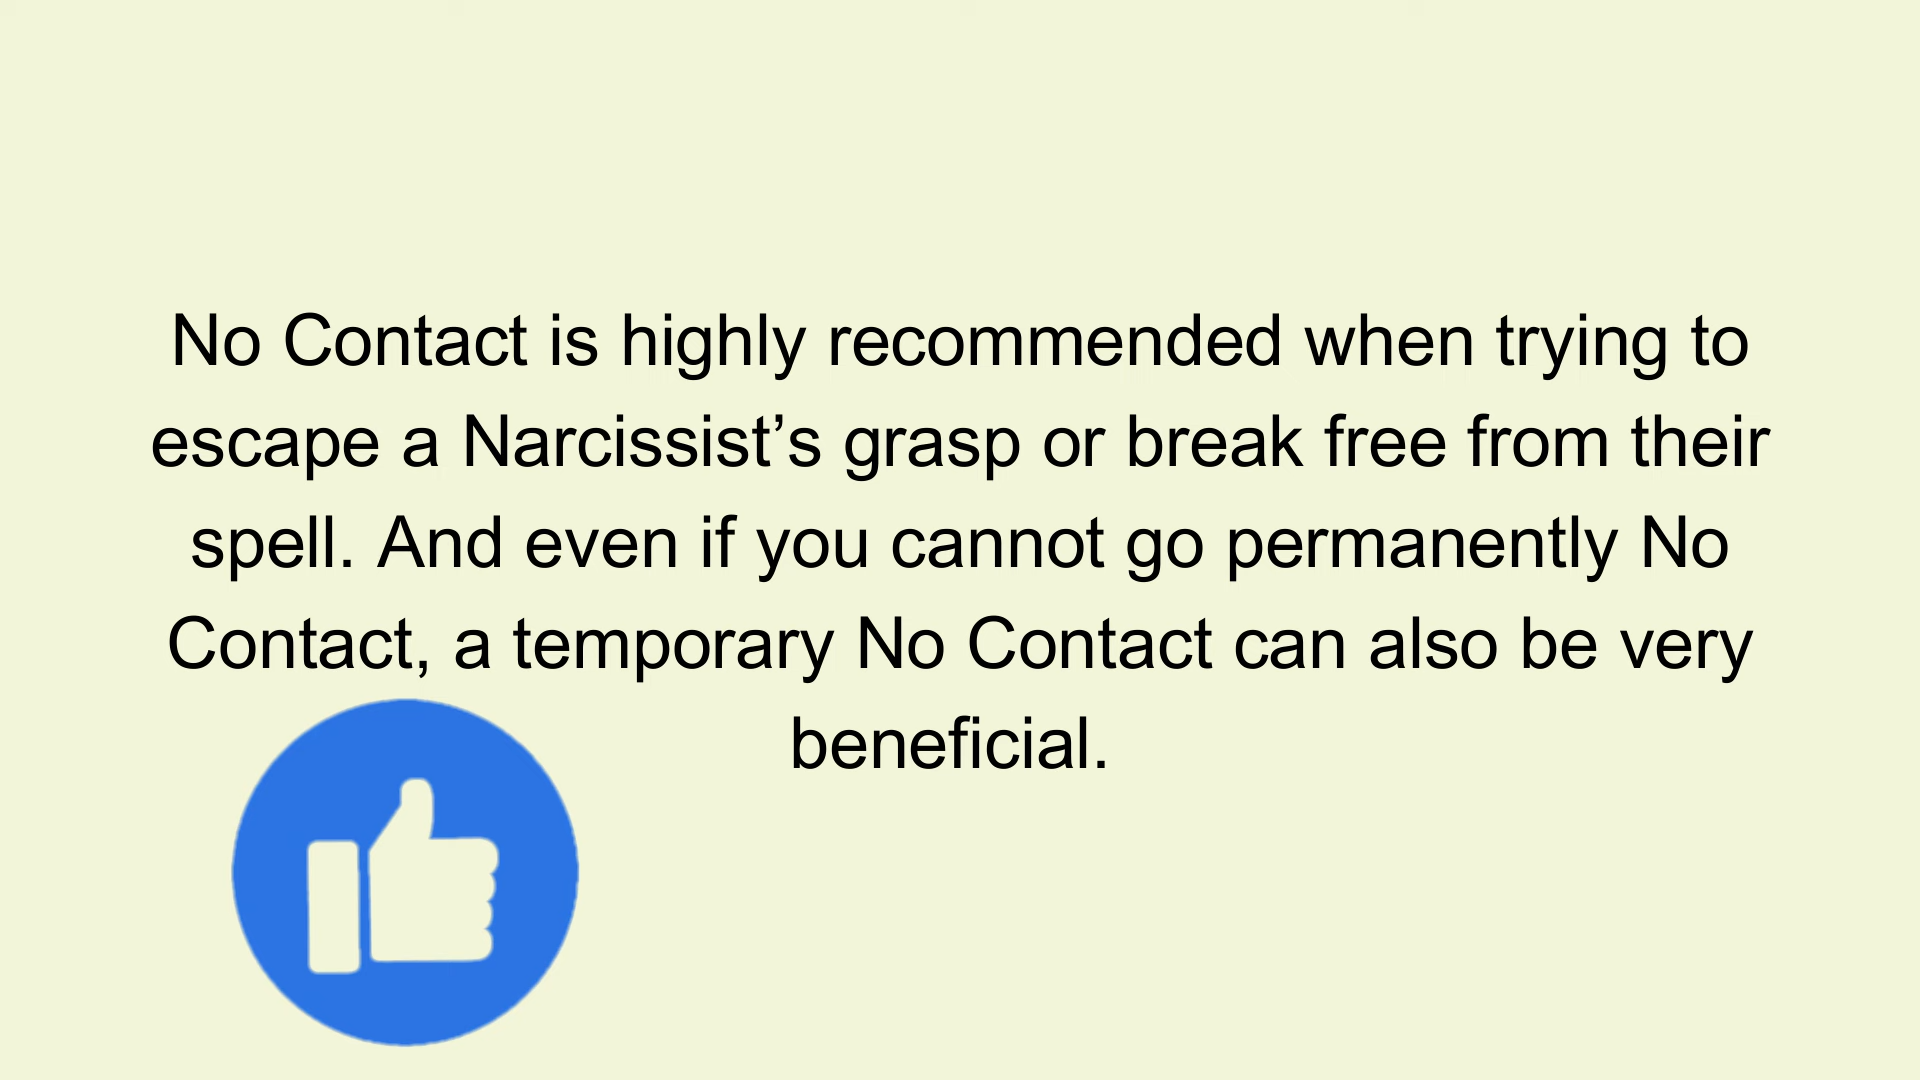 No Contact is highly recommended when trying to
escape a Narcissist’s grasp or break free from their
spell. And even if you cannot go permanently No
Contact, a temporary No Contact can also be very
beneficial.